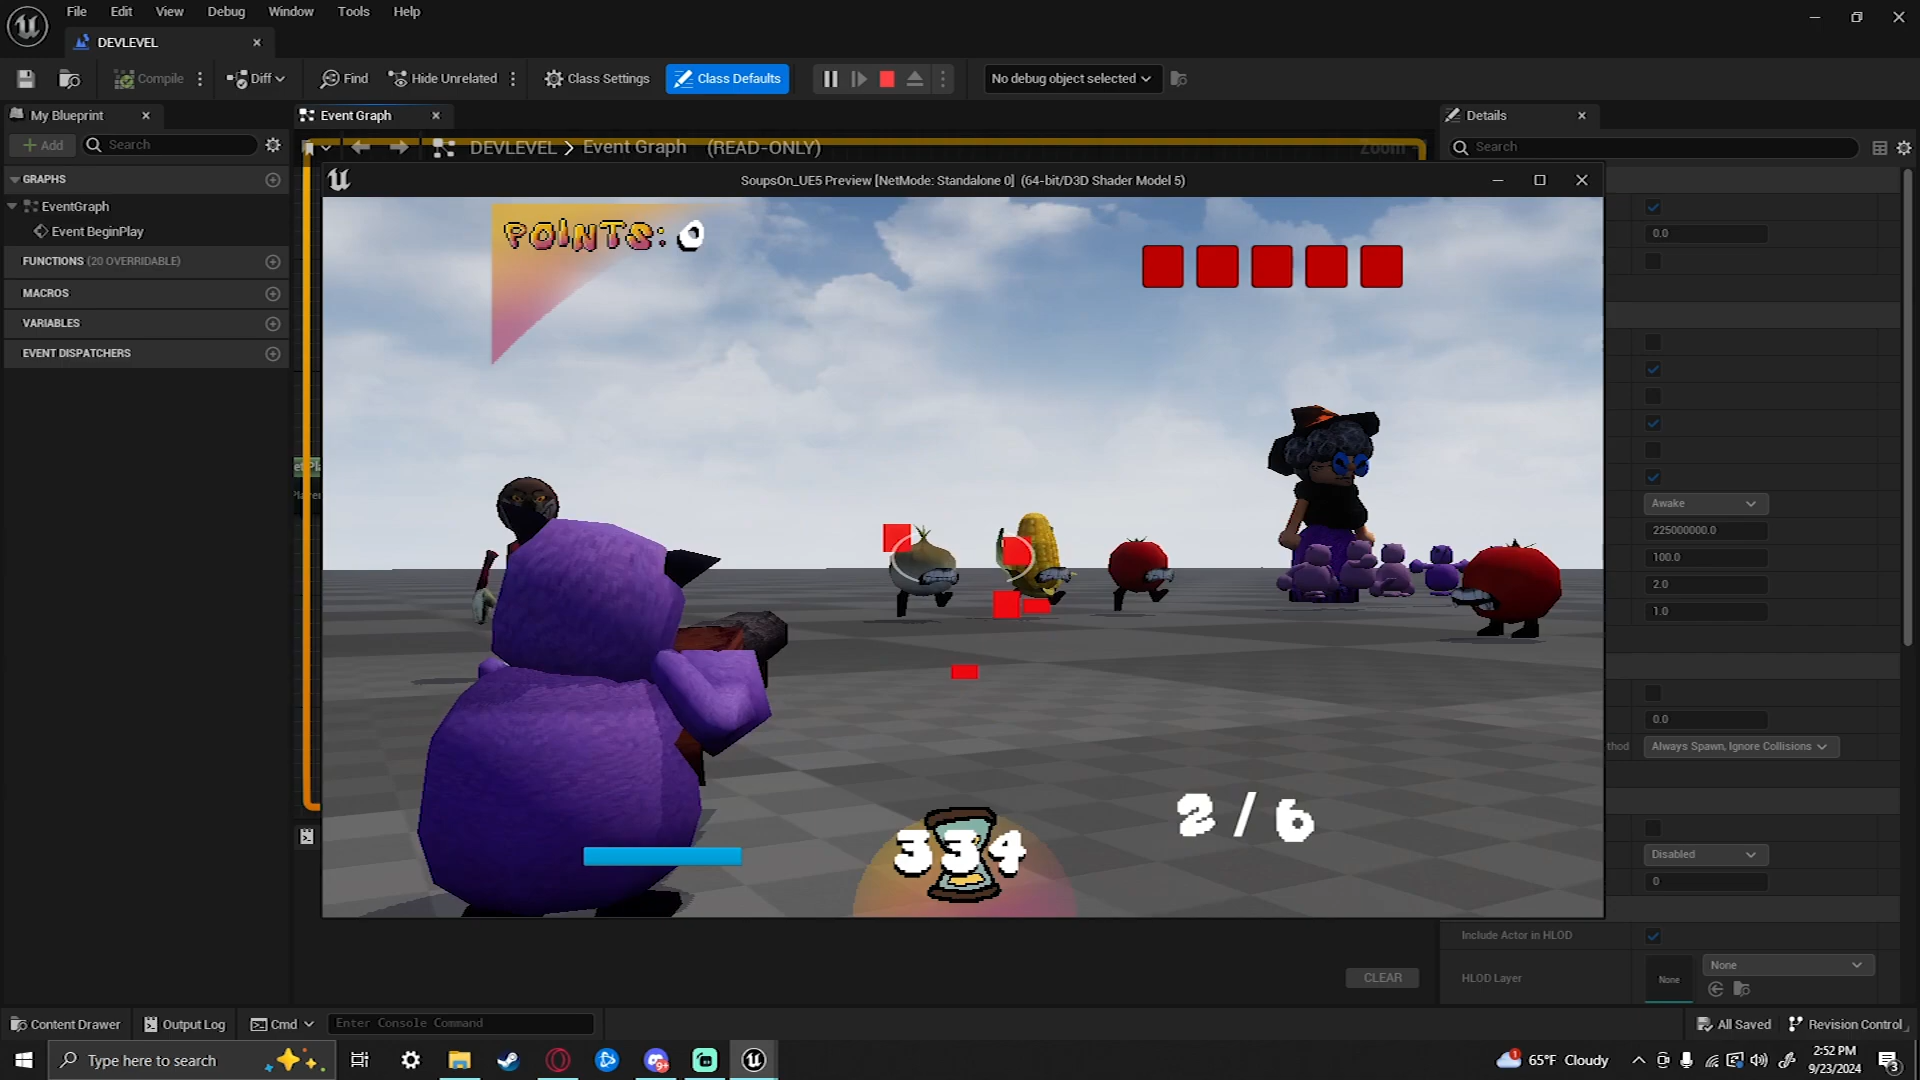 File Edit View Debug Window Tools Help
DEVLEVEL
Compile Diff Find Hide Unrelated Class Settings Class Defaults No debug object selected
My Blueprint Event Graph Details
Add Search DEVLEVEL > Event Graph (READ-ONLY) Zoom Search
GRAPHS
SoupsOn_UE5 Preview [NetMode: Standalone 0] (64-bit/D3D Shader Model 5)
EventGraph
Event BeginPlay
POINTS: 0
0.0
FUNCTIONS (20 OVERRIDABLE)
MACROS
VARIABLES
EVENT DISPATCHERS
Awake
225000000.0
100.0
2.0
1.0
0.0
thod Always Spawn, Ignore Collisions
2 / 6
334
Disabled
0
Include Actor in HLOD
None
HLOD Layer None
CLEAR
Content Drawer Output Log Cmd Enter Console Command All Saved Revision Control
Type here to search 9+ 1 65°F Cloudy 2:52 PM
9/23/2024 3